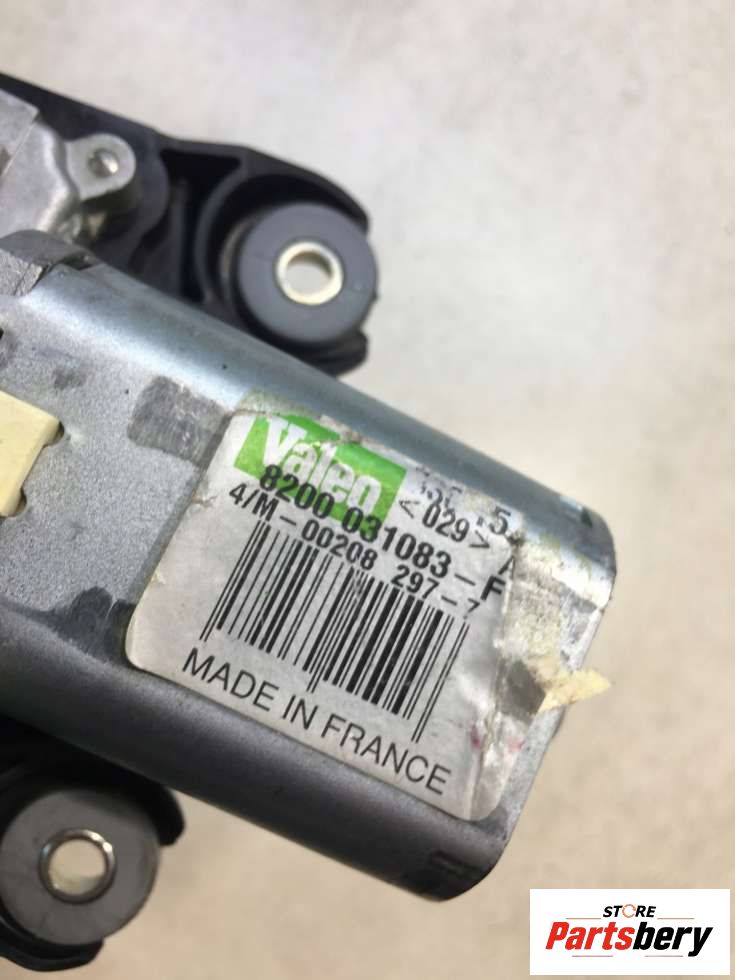 Valeo
< 029 >
8200 031083-F
4/M-00208 297-7
MADE IN FRANCE
STORE
Partsbery